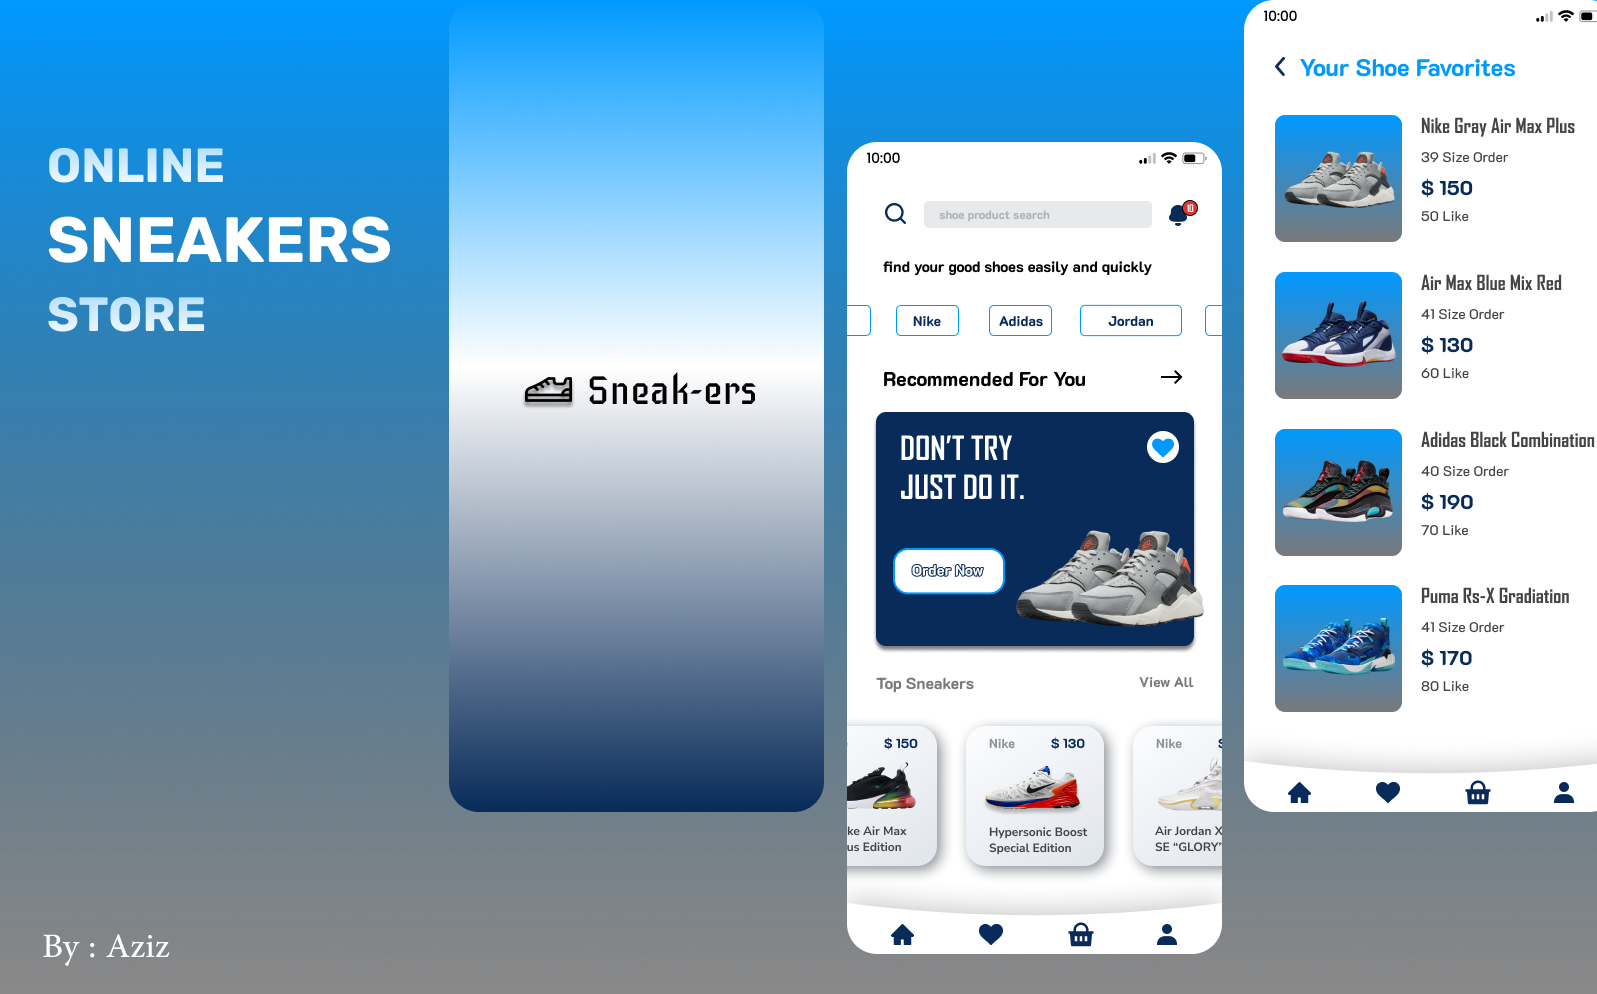 ONLINE
SNEAKERS
STORE
By : Aziz
Sneak-ers
10:00
shoe product search
10
find your good shoes easily and quickly
Nike
Adidas
Jordan
Recommended For You
DON'T TRY
JUST DO IT.
Order Now
Top Sneakers
View All
$ 150
ke Air Max
us Edition
Nike
$ 130
Hypersonic Boost
Special Edition
Nike
$
Air Jordan X
SE “GLORY”
10:00
Your Shoe Favorites
Nike Gray Air Max Plus
39 Size Order
$ 150
50 Like
Air Max Blue Mix Red
41 Size Order
$ 130
60 Like
Adidas Black Combination
40 Size Order
$ 190
70 Like
Puma Rs-X Gradiation
41 Size Order
$ 170
80 Like